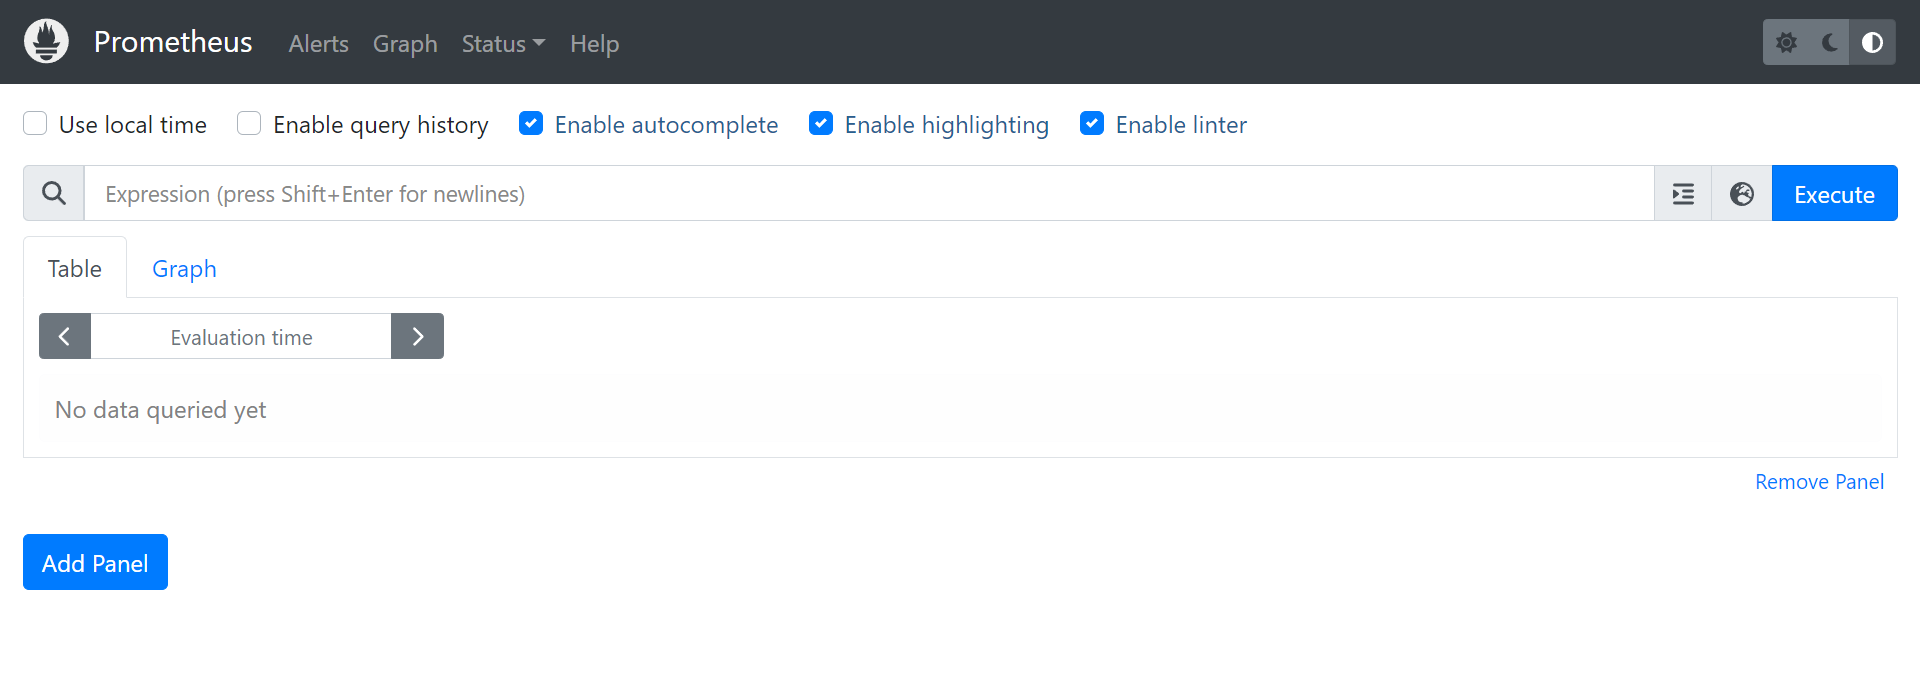 Prometheus Alerts Graph Status Help
Use local time Enable query history Enable autocomplete Enable highlighting Enable linter
Expression (press Shift+Enter for newlines) Execute
Table Graph
Evaluation time
No data queried yet
Remove Panel
Add Panel